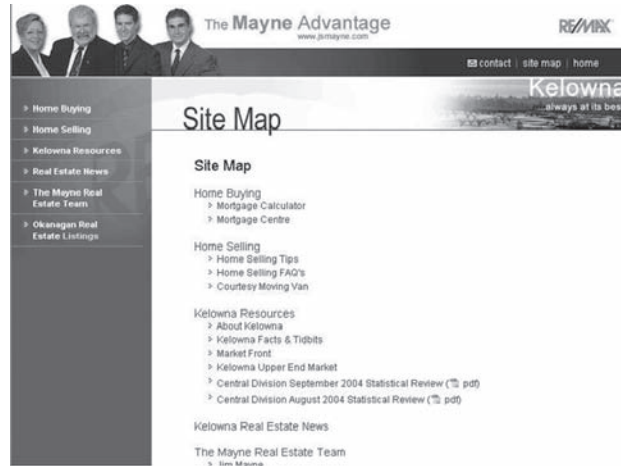 The Mayne Advantage
www.jsmayne.com
RE/MAX
contact | site map | home
Kelowna
always at its bes
» Home Buying
» Home Selling
» Kelowna Resources
» Real Estate News
» The Mayne Real
Estate Team
» Okanagan Real
Estate Listings
Site Map
Site Map
Home Buying
> Mortgage Calculator
> Mortgage Centre
Home Selling
> Home Selling Tips
> Home Selling FAQ's
> Courtesy Moving Van
Kelowna Resources
> About Kelowna
> Kelowna Facts & Tidbits
> Market Front
> Kelowna Upper End Market
> Central Division September 2004 Statistical Review ( pdf)
> Central Division August 2004 Statistical Review ( pdf)
Kelowna Real Estate News
The Mayne Real Estate Team
> Jim Mayne